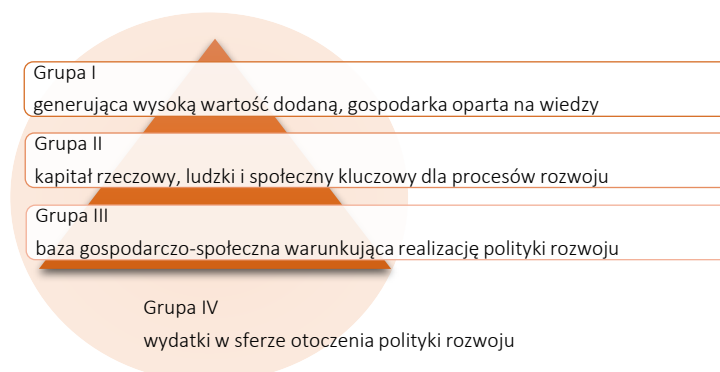 Grupa I
generująca wysoką wartość dodaną, gospodarka oparta na wiedzy
Grupa II
kapitał rzeczowy, ludzki i społeczny kluczowy dla procesów rozwoju
Grupa III
baza gospodarczo-społeczna warunkująca realizację polityki rozwoju
Grupa IV
wydatki w sferze otoczenia polityki rozwoju